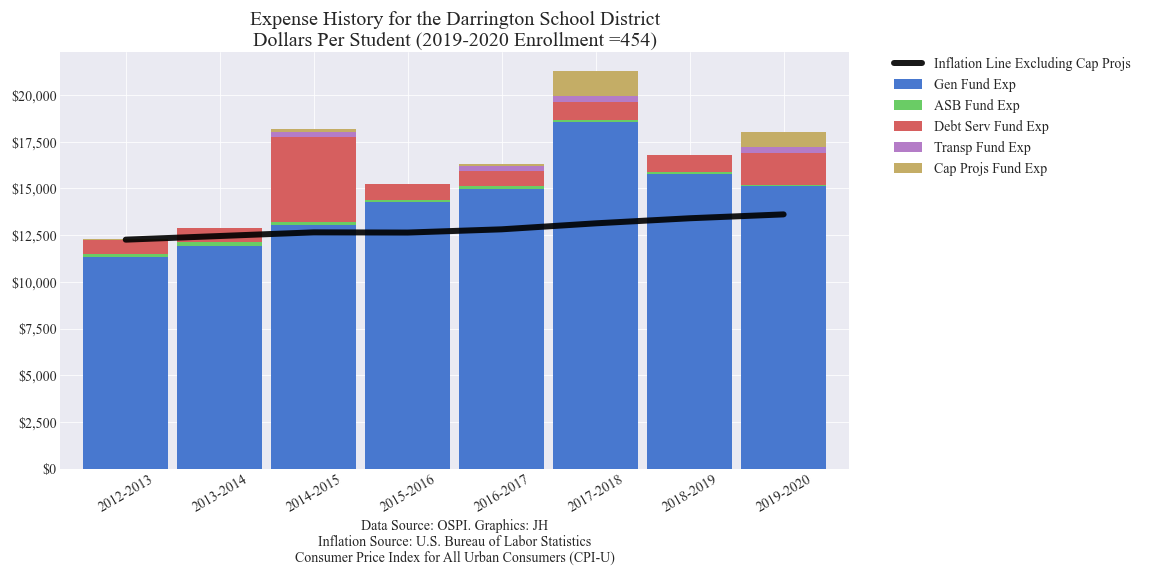 Expense History for the Darrington School District
Dollars Per Student (2019-2020 Enrollment =454)
Inflation Line Excluding Cap Projs
Gen Fund Exp
ASB Fund Exp
Debt Serv Fund Exp
Transp Fund Exp
Cap Projs Fund Exp
$20,000
$17,500
$15,000
$12,500
$10,000
$7,500
$5,000
$2,500
$0
2012-2013
2013-2014
2014-2015
2015-2016
2016-2017
2017-2018
2018-2019
2019-2020
Data Source: OSPI. Graphics: JH
Inflation Source: U.S. Bureau of Labor Statistics
Consumer Price Index for All Urban Consumers (CPI-U)